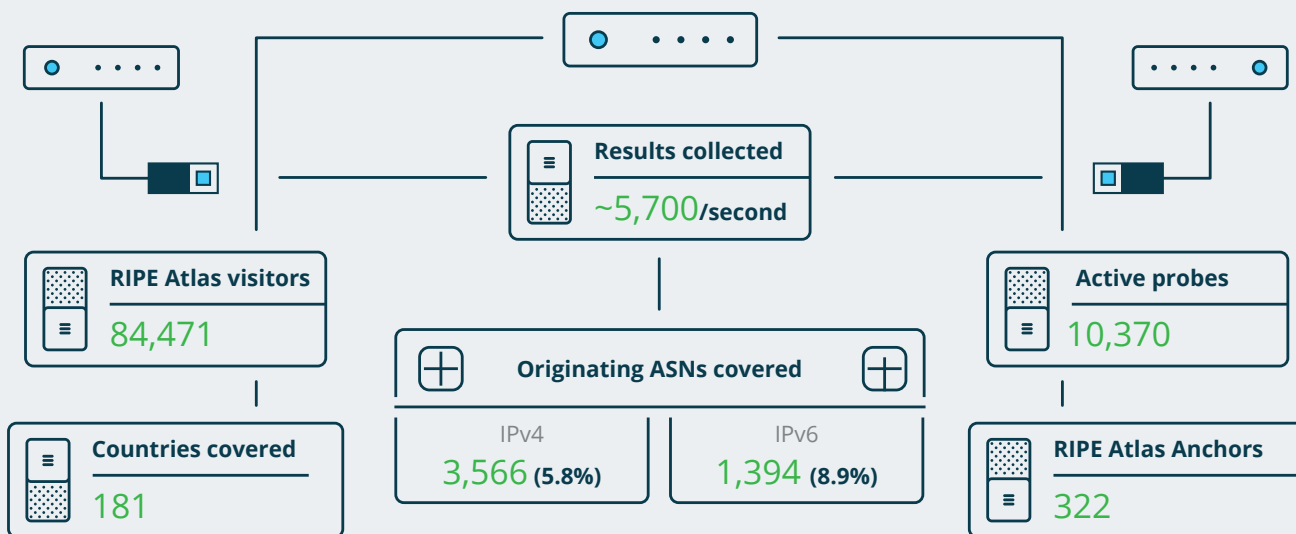 Results collected
~5,700/second
RIPE Atlas visitors
84,471
Active probes
10,370
Originating ASNs covered
IPv4
3,566 (5.8%)
IPv6
1,394 (8.9%)
Countries covered
181
RIPE Atlas Anchors
322